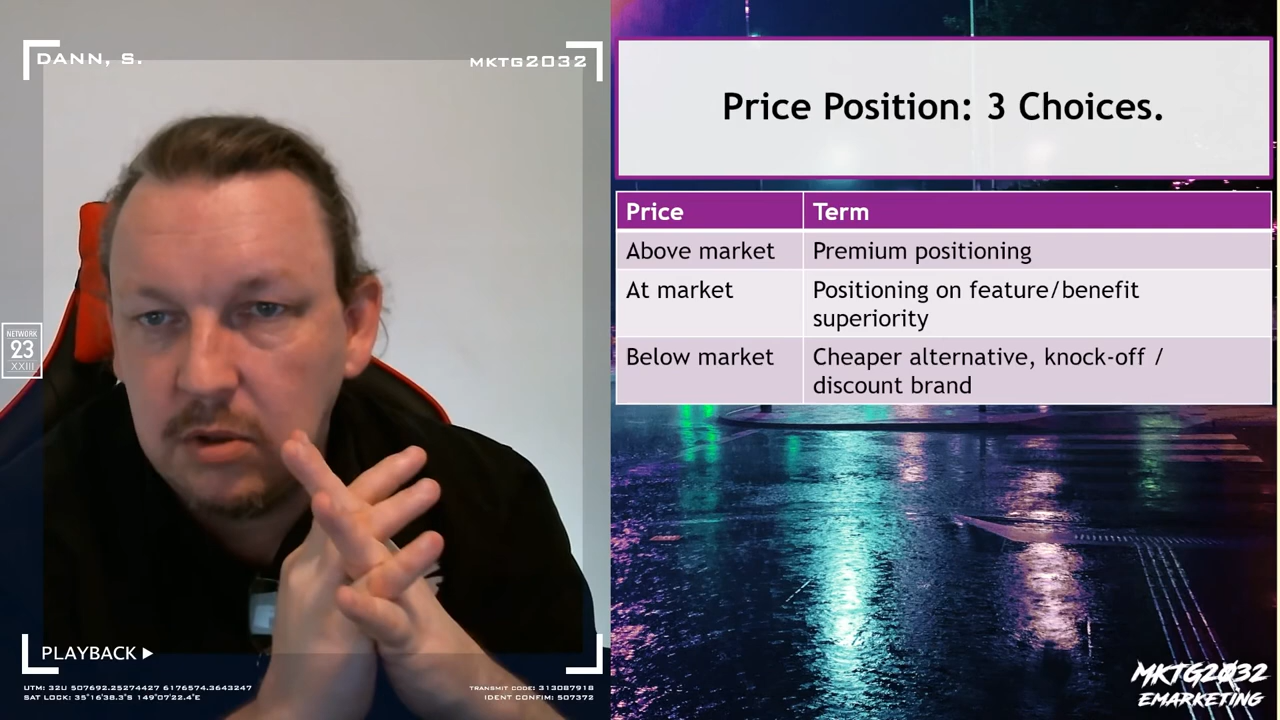 DANN, S.
MKTG2032
NETWORK
23
XXIII
PLAYBACK
UTM: 32U 507692.25274427 6176574.3643247
SAT LOCK: 35°16'38.3"S 149°07'22.4"E
TRANSMIT CODE: 313087918
IDENT CONFIM: 507372
Price Position: 3 Choices.
Price Term
Above market Premium positioning
At market Positioning on feature/benefit
superiority
Below market Cheaper alternative, knock-off /
discount brand
MKTG2032
EMARKETING